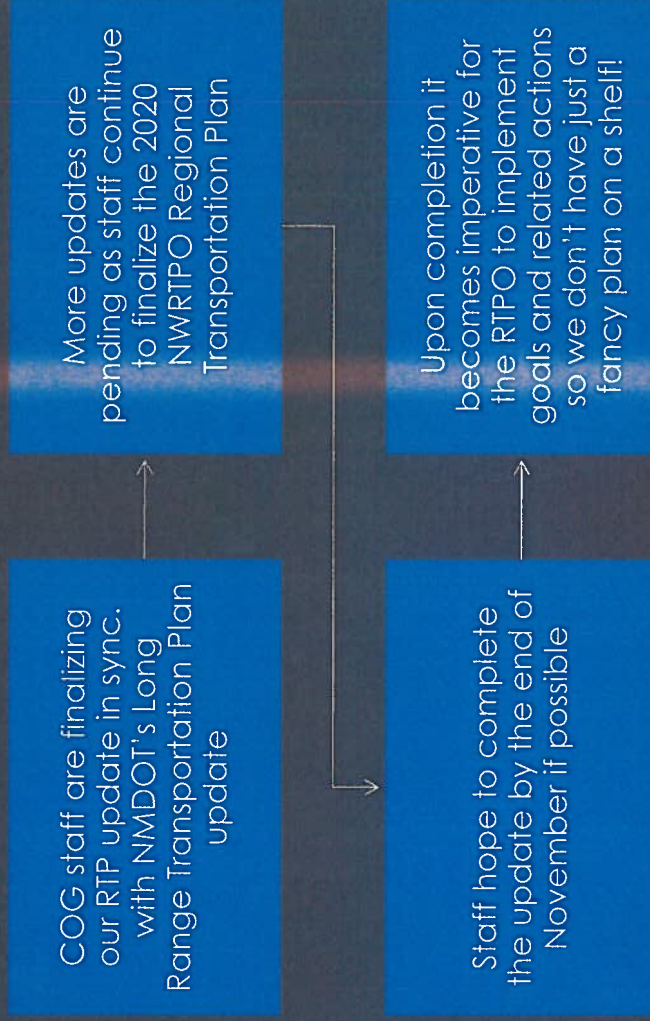 COG staff are finalizing
our RTP update in sync.
with NMDOT's Long
Range Transportation Plan
update
More updates are
pending as staff continue
to finalize the 2020
NWRTPO Regional
Transportation Plan
Staff hope to complete
the update by the end of
November if possible
Upon completion it
becomes imperative for
the RTPO to implement
goals and related actions
so we don't have just a
fancy plan on a shelf!